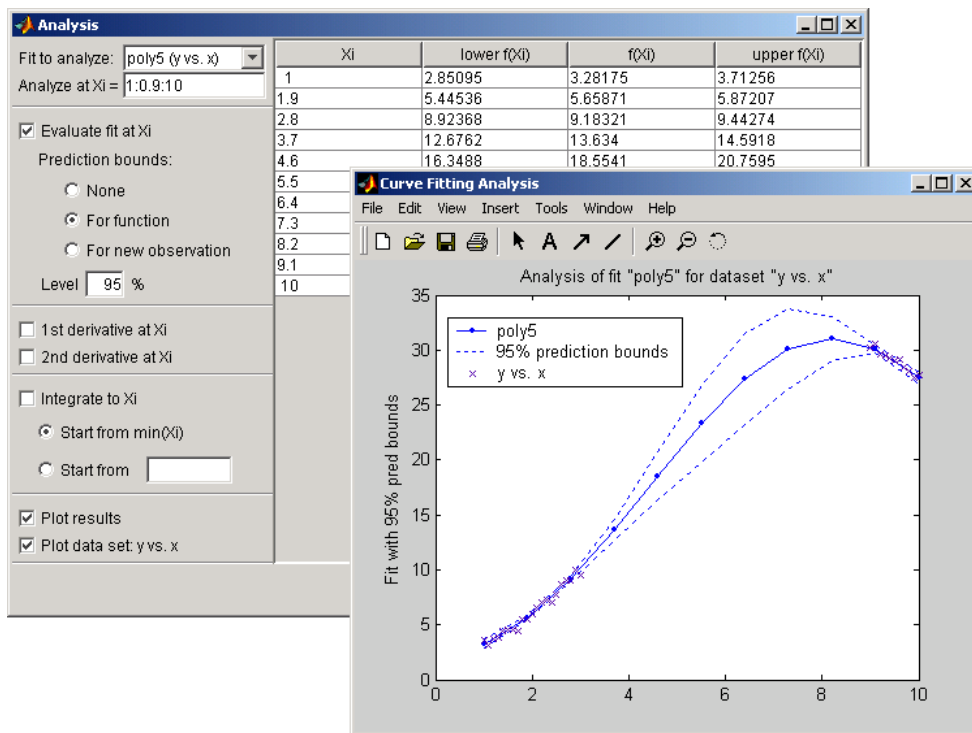 Analysis
Fit to analyze: poly5 (y vs. x)
Analyze at Xi = 1:0.9:10
Evaluate fit at Xi
Prediction bounds:
None
For function
For new observation
Level 95 %
1st derivative at Xi
2nd derivative at Xi
Integrate to Xi
Start from min(Xi)
Start from
Plot results
Plot data set: y vs. x
Xi lower f(Xi) f(Xi) upper f(Xi)
1 2.85095 3.28175 3.71256
1.9 5.44536 5.65871 5.87207
2.8 8.92368 9.18321 9.44274
3.7 12.6762 13.634 14.5918
4.6 16.3488 18.5541 20.7595
5.5
6.4
7.3
8.2
9.1
10
Curve Fitting Analysis
File Edit View Insert Tools Window Help
A
Analysis of fit "poly5" for dataset "y vs. x"
poly5
95% prediction bounds
y vs. x
Fit with 95% pred bounds
35
30
25
20
15
10
5
0
0 2 4 6 8 10